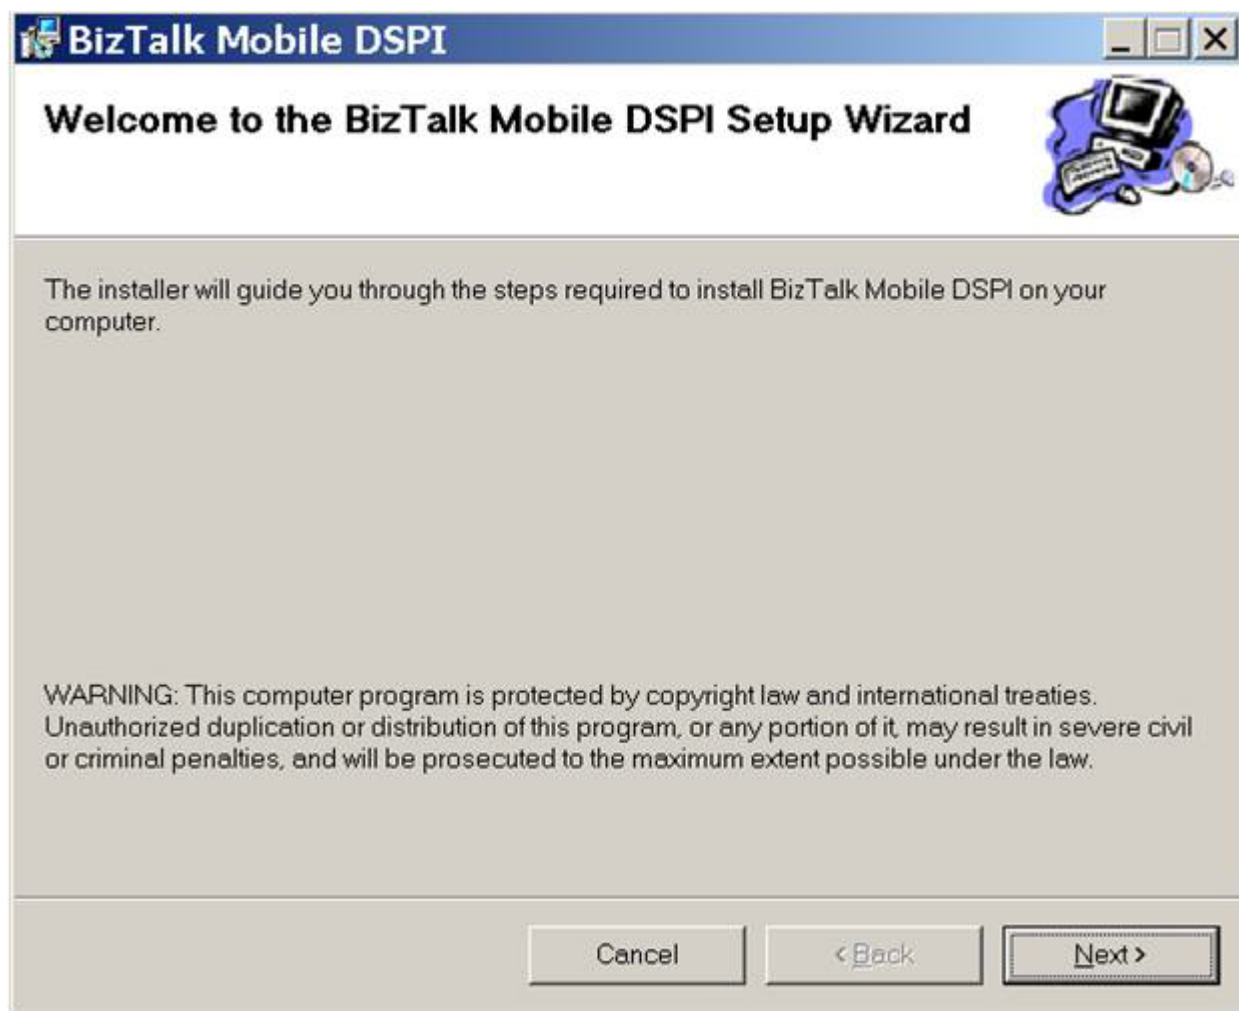 BizTalk Mobile DSPI
Welcome to the BizTalk Mobile DSPI Setup Wizard
The installer will guide you through the steps required to install BizTalk Mobile DSPI on your
computer.
WARNING: This computer program is protected by copyright law and international treaties.
Unauthorized duplication or distribution of this program, or any portion of it, may result in severe civil
or criminal penalties, and will be prosecuted to the maximum extent possible under the law.
Cancel
< Back
Next >